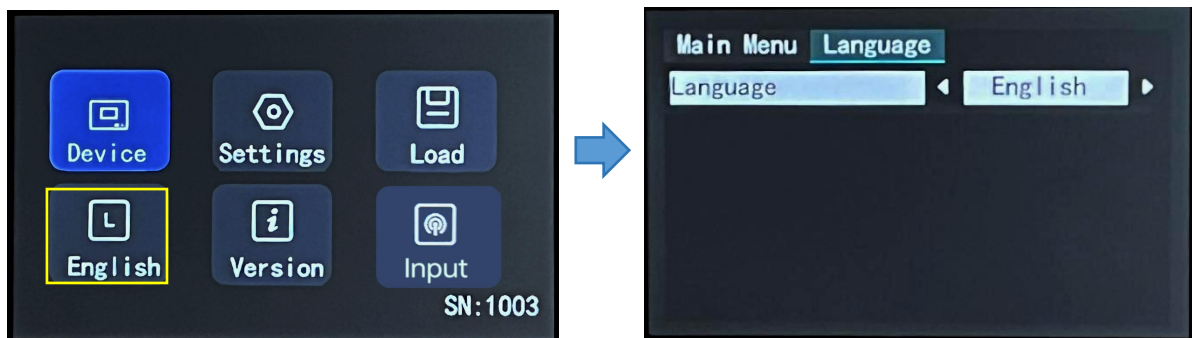 Device Settings Load
L
English Version Input
SN:1003
Main Menu Language
Language English